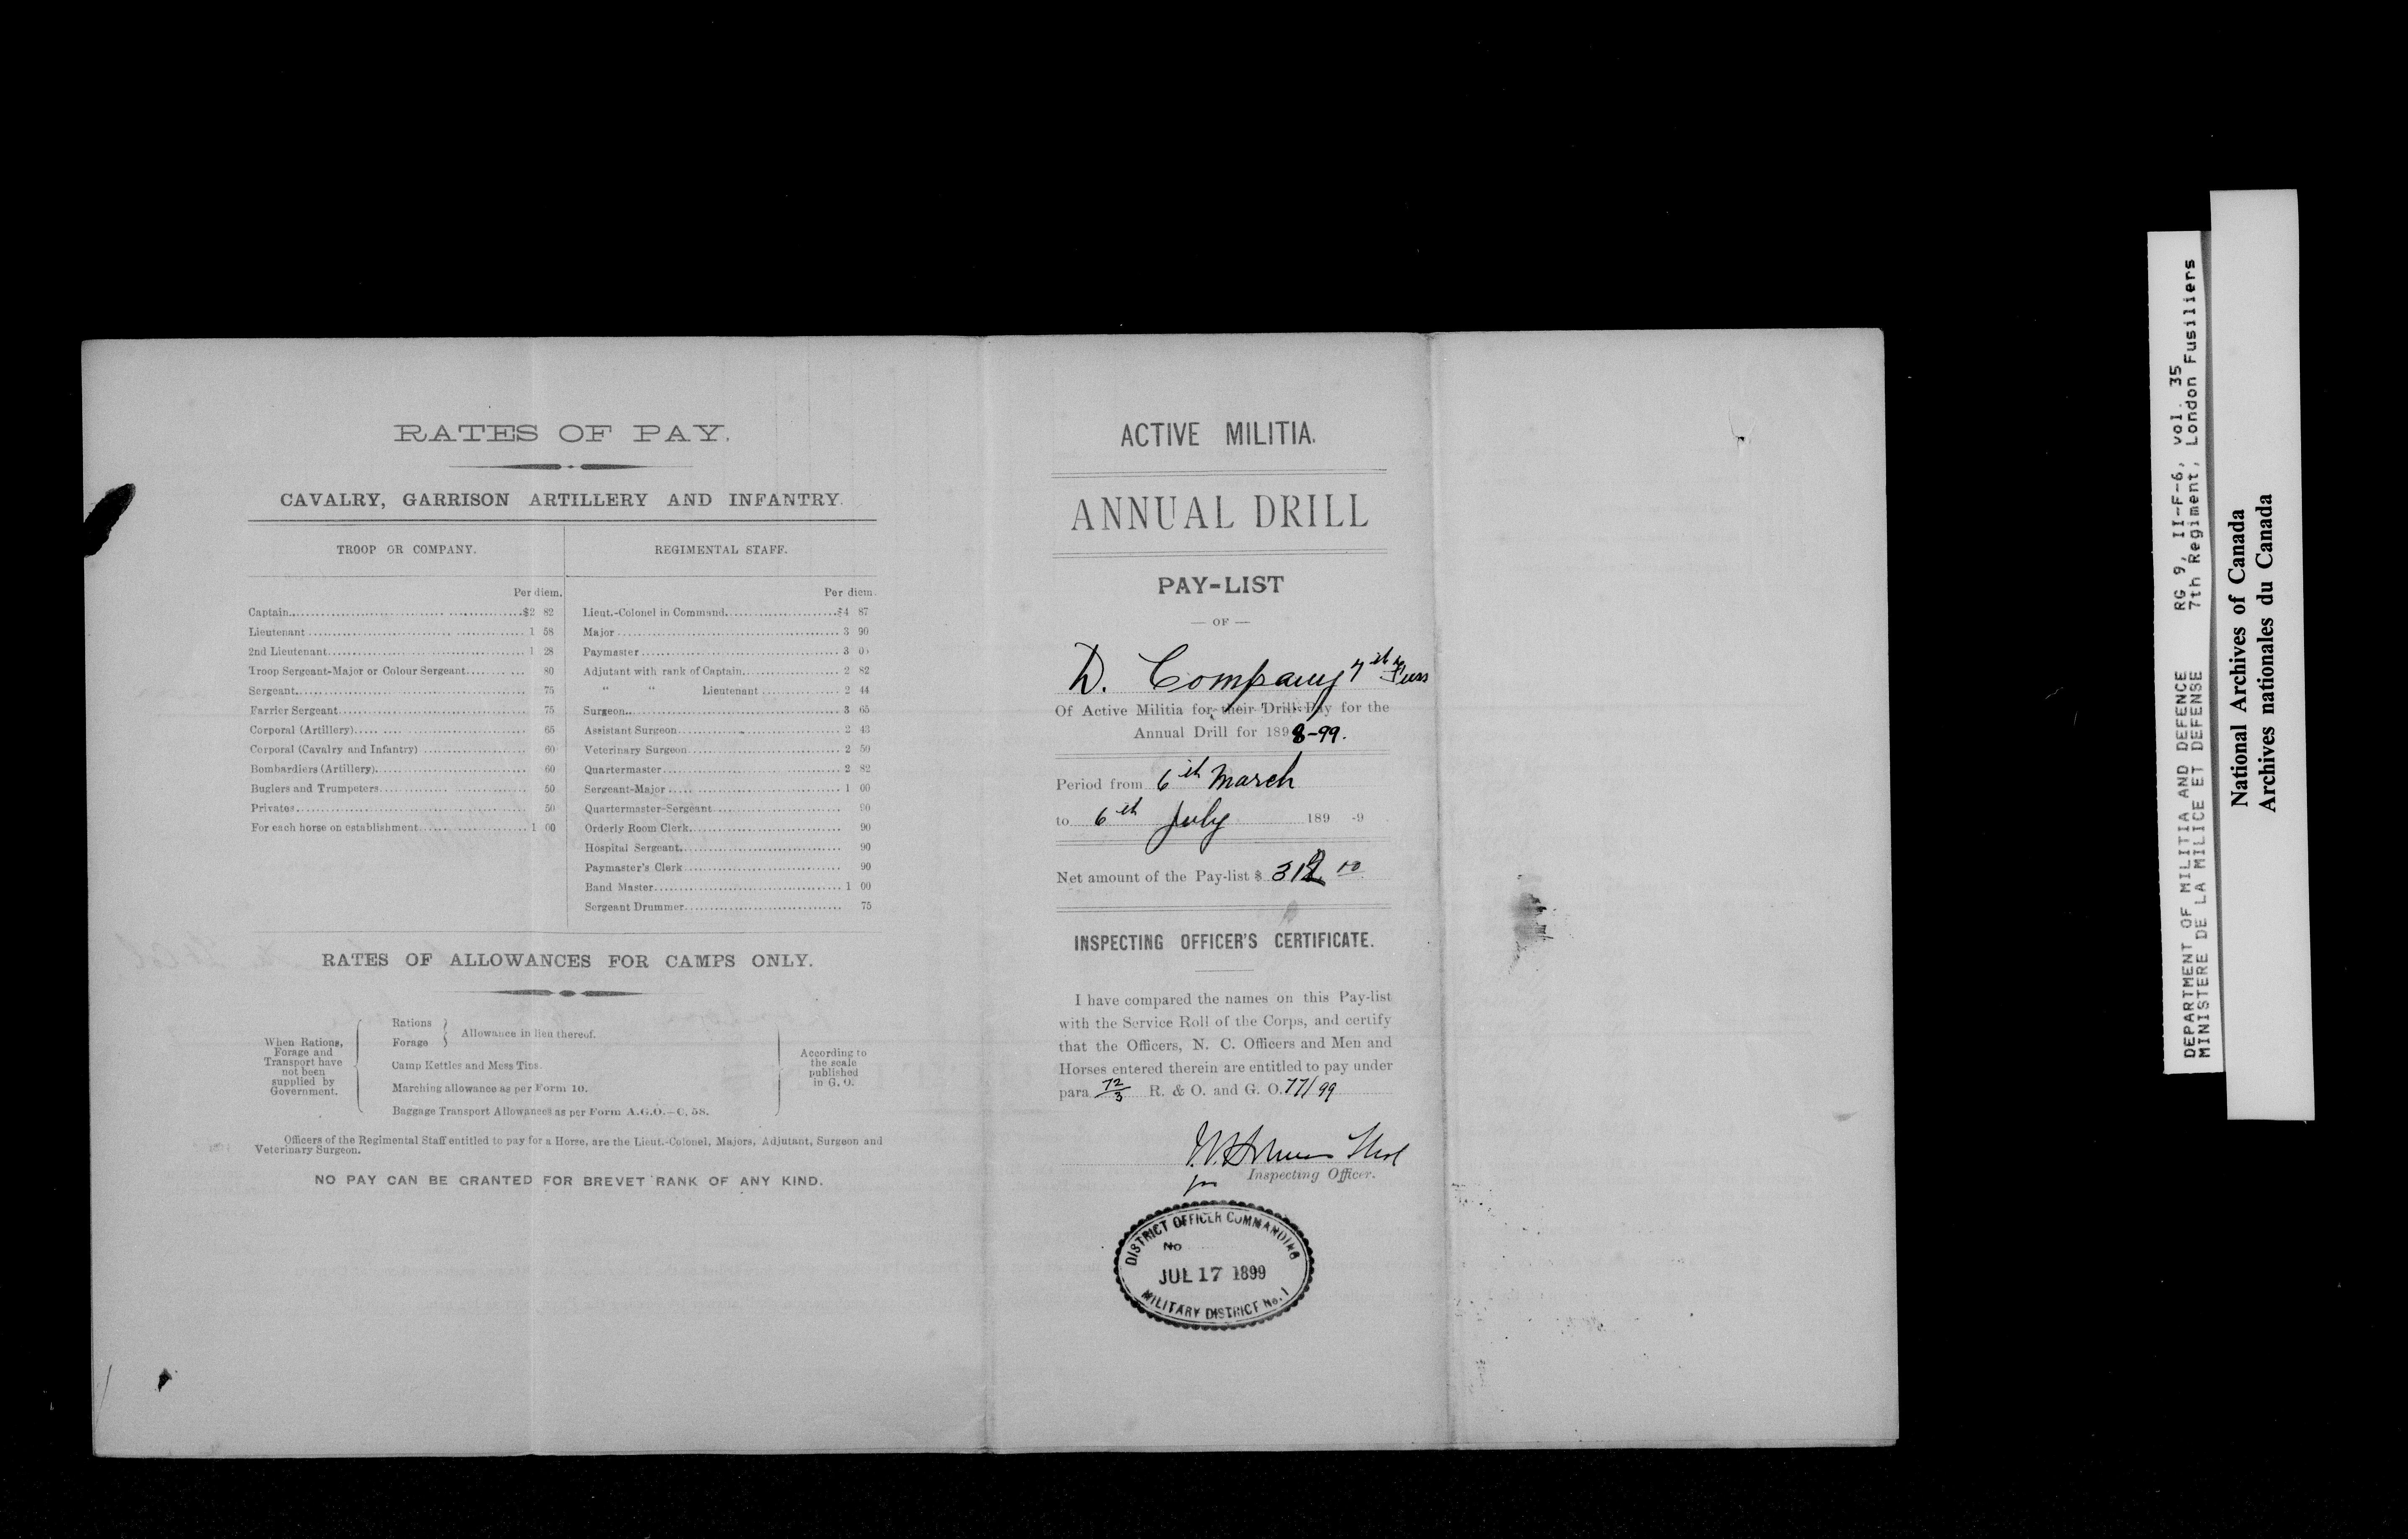 RATES OF PAY.
CAVALRY, GARRISON ARTILLERY AND INFANTRY.
TROOP OR COMPANY.
Per diem.
Captain $2 82
Lieutenant 1 58
2nd Lieutenant 1 28
Troop Sergeant-Major or Colour Sergeant 80
Sergeant 75
Farrier Sergeant 75
Corporal (Artillery) 65
Corporal (Cavalry and Infantry) 60
Bombardiers (Artillery) 60
Buglers and Trumpeters 50
Privates 50
For each horse on establishment 1 00
REGIMENTAL STAFF.
Per diem.
Lieut.-Colonel in Command $4 87
Major 3 90
Paymaster 3 05
Adjutant with rank of Captain 2 82
" " Lieutenant 2 44
Surgeon 3 65
Assistant Surgeon 2 43
Veterinary Surgeon 2 50
Quartermaster 2 82
Sergeant-Major 1 00
Quartermaster-Sergeant 90
Orderly Room Clerk 90
Hospital Sergeant 90
Paymaster's Clerk 90
Band Master 1 00
Sergeant Drummer 75
RATES OF ALLOWANCES FOR CAMPS ONLY.
When Rations,
Forage and
Transport have
not been
supplied by
Government.
Rations
Forage
Allowance in lieu thereof.
Camp Kettles and Mess Tins.
Marching allowance as per Form 10.
Baggage Transport Allowances as per Form A.G.O.—C. 58.
According to
the scale
published
in G. O.
Officers of the Regimental Staff entitled to pay for a Horse, are the Lieut.-Colonel, Majors, Adjutant, Surgeon and
Veterinary Surgeon.
NO PAY CAN BE GRANTED FOR BREVET RANK OF ANY KIND.
ACTIVE MILITIA.
ANNUAL DRILL
PAY-LIST
— OF —
D. Company 7th Fusrs
Of Active Militia for their Drill Pay for the
Annual Drill for 1898-99.
Period from 6th March
to 6th July 189 -9
Net amount of the Pay-list $ 312 00
INSPECTING OFFICER'S CERTIFICATE.
I have compared the names on this Pay-list
with the Service Roll of the Corps, and certify
that the Officers, N. C. Officers and Men and
Horses entered therein are entitled to pay under
para 72/3 R. & O. and G. O. 77/99
for Inspecting Officer.
DISTRICT OFFICER COMMANDING
No
JUL 17 1899
MILITARY DISTRICT No. 1
DEPARTMENT OF MILITIA AND DEFENCE RG 9, II-F-6, vol. 35
MINISTERE DE LA MILICE ET DEFENSE 7th Regiment, London Fusiliers
National Archives of Canada
Archives nationales du Canada